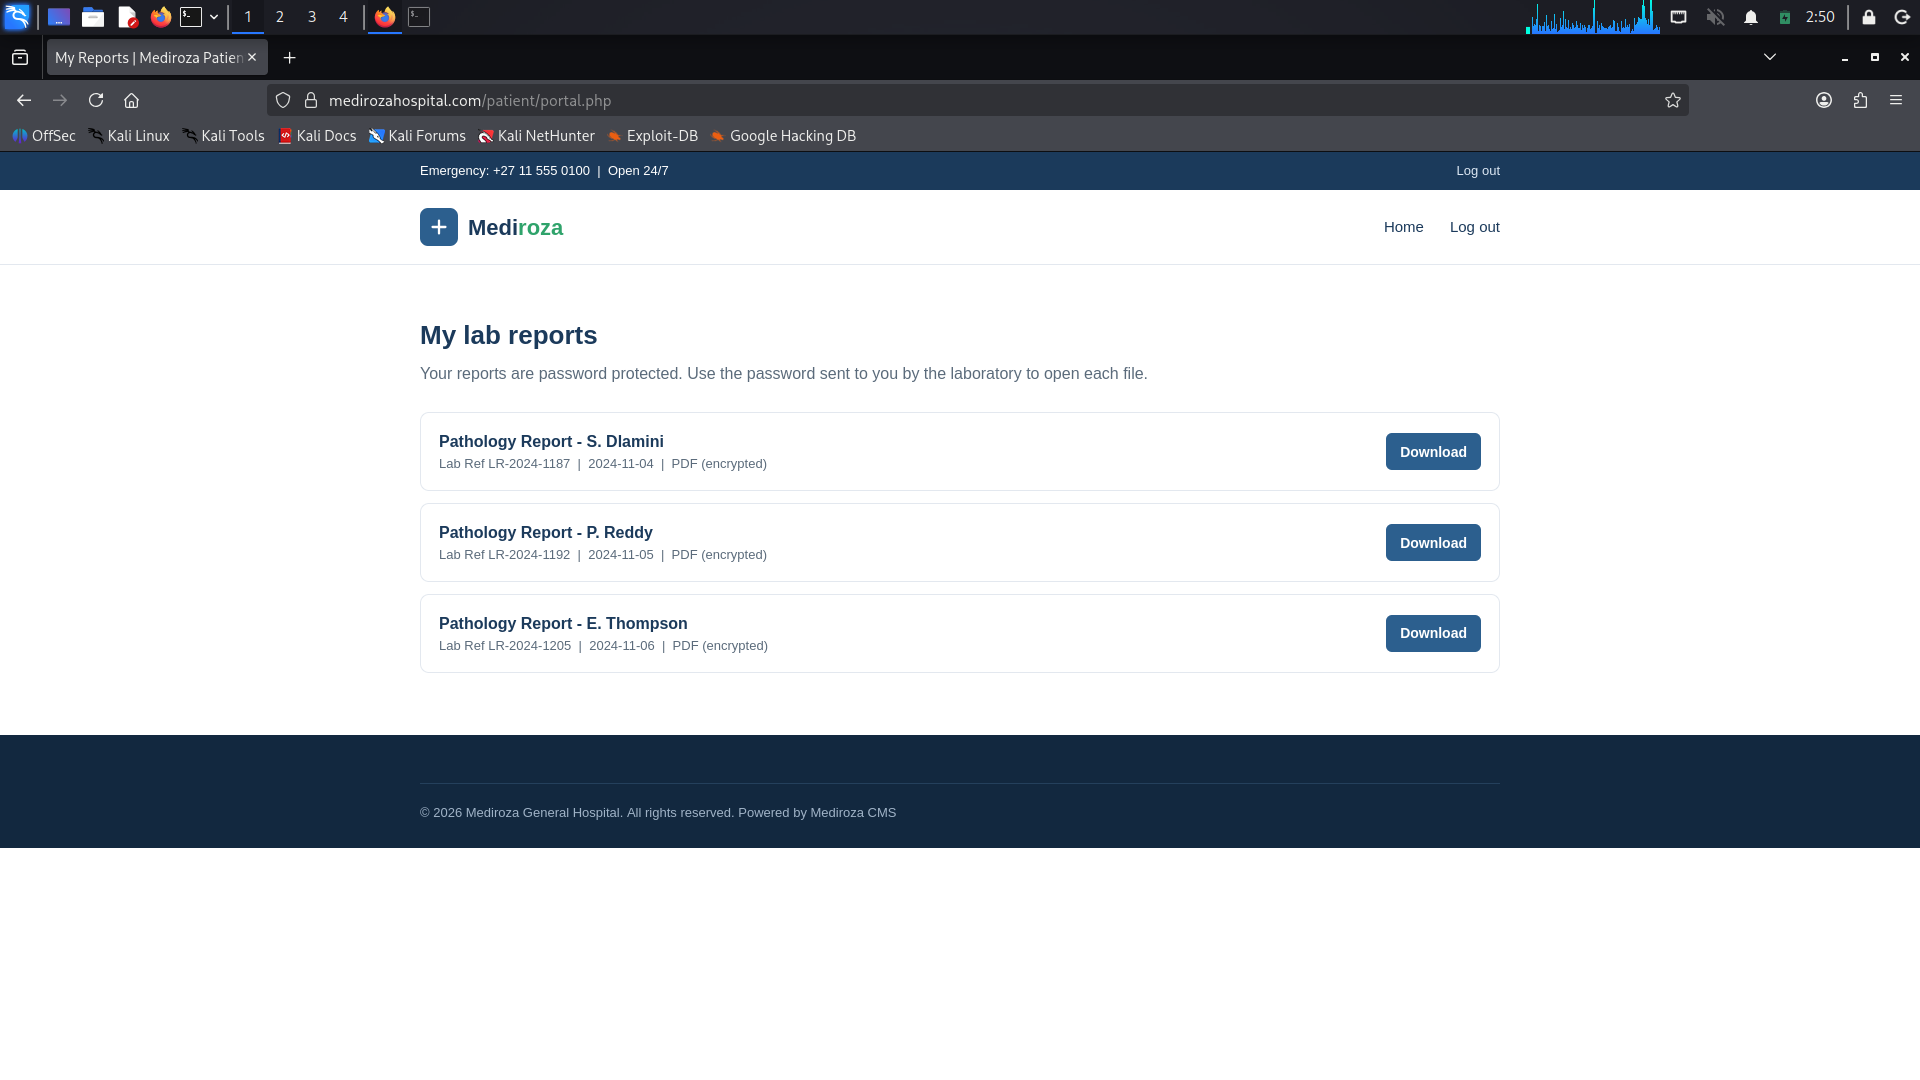 1 2 3 4 2:50
My Reports | Mediroza Patien
medirozahospital.com/patient/portal.php
OffSec Kali Linux Kali Tools Kali Docs Kali Forums Kali NetHunter Exploit-DB Google Hacking DB
Emergency: +27 11 555 0100 | Open 24/7 Log out
Mediroza Home Log out
My lab reports
Your reports are password protected. Use the password sent to you by the laboratory to open each file.
Pathology Report - S. Dlamini
Lab Ref LR-2024-1187 | 2024-11-04 | PDF (encrypted)
Download
Pathology Report - P. Reddy
Lab Ref LR-2024-1192 | 2024-11-05 | PDF (encrypted)
Download
Pathology Report - E. Thompson
Lab Ref LR-2024-1205 | 2024-11-06 | PDF (encrypted)
Download
© 2026 Mediroza General Hospital. All rights reserved. Powered by Mediroza CMS